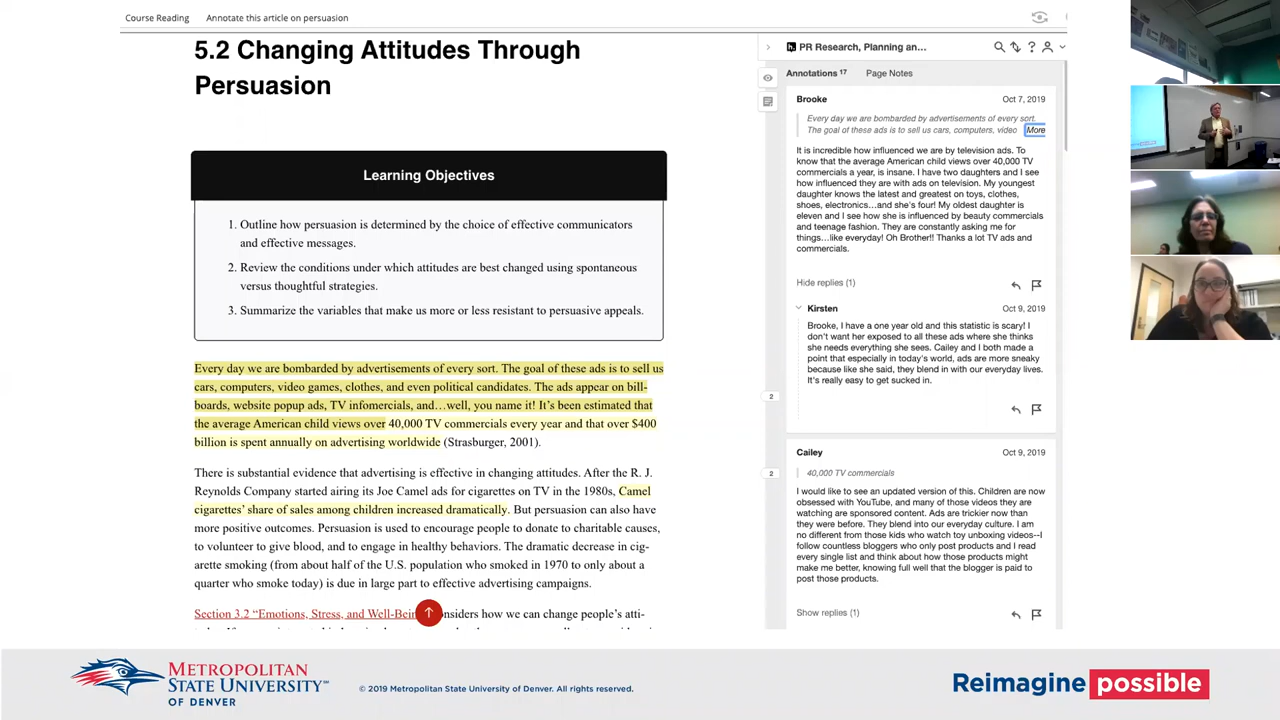 Course Reading Annotate this article on persuasion
5.2 Changing Attitudes Through
Persuasion
Learning Objectives
1. Outline how persuasion is determined by the choice of effective communicators
and effective messages.
2. Review the conditions under which attitudes are best changed using spontaneous
versus thoughtful strategies.
3. Summarize the variables that make us more or less resistant to persuasive appeals.
Every day we are bombarded by advertisements of every sort. The goal of these ads is to sell us
cars, computers, video games, clothes, and even political candidates. The ads appear on bill-
boards, website popup ads, TV infomercials, and…well, you name it! It's been estimated that
the average American child views over 40,000 TV commercials every year and that over $400
billion is spent annually on advertising worldwide (Strasburger, 2001).
There is substantial evidence that advertising is effective in changing attitudes. After the R. J.
Reynolds Company started airing its Joe Camel ads for cigarettes on TV in the 1980s, Camel
cigarettes' share of sales among children increased dramatically. But persuasion can also have
more positive outcomes. Persuasion is used to encourage people to donate to charitable causes,
to volunteer to give blood, and to engage in healthy behaviors. The dramatic decrease in cig-
arette smoking (from about half of the U.S. population who smoked in 1970 to only about a
quarter who smoke today) is due in large part to effective advertising campaigns.
Section 3.2 "Emotions, Stress, and Well-Bein nsiders how we can change people's atti-
PR Research, Planning an...
Annotations 17 Page Notes
Brooke Oct 7, 2019
Every day we are bombarded by advertisements of every sort.
The goal of these ads is to sell us cars, computers, video More
It is incredible how influenced we are by television ads. To
know that the average American child views over 40,000 TV
commercials a year, is insane. I have two daughters and I see
how influenced they are with ads on television. My youngest
daughter knows the latest and greatest on toys, clothes,
shoes, electronics…and she's four! My oldest daughter is
eleven and I see how she is influenced by beauty commercials
and teenage fashion. They are constantly asking me for
things…like everyday! Oh Brother!! Thanks a lot TV ads and
commercials.
Hide replies (1)
Kirsten Oct 9, 2019
Brooke, I have a one year old and this statistic is scary! I
don't want her exposed to all these ads where she thinks
she needs everything she sees. Cailey and I both made a
point that especially in today's world, ads are more sneaky
because like she said, they blend in with our everyday lives.
It's really easy to get sucked in.
2
Cailey Oct 9, 2019
2
40,000 TV commercials
I would like to see an updated version of this. Children are now
obsessed with YouTube, and many of those videos they are
watching are sponsored content. Ads are trickier now than
they were before. They blend into our everyday culture. I am
no different from those kids who watch toy unboxing videos--I
follow countless bloggers who only post products and I read
every single list and think about how those products might
make me better, knowing full well that the blogger is paid to
post those products.
Show replies (1)
METROPOLITAN
STATE UNIVERSITY
OF DENVER
© 2019 Metropolitan State University of Denver. All rights reserved.
Reimagine possible